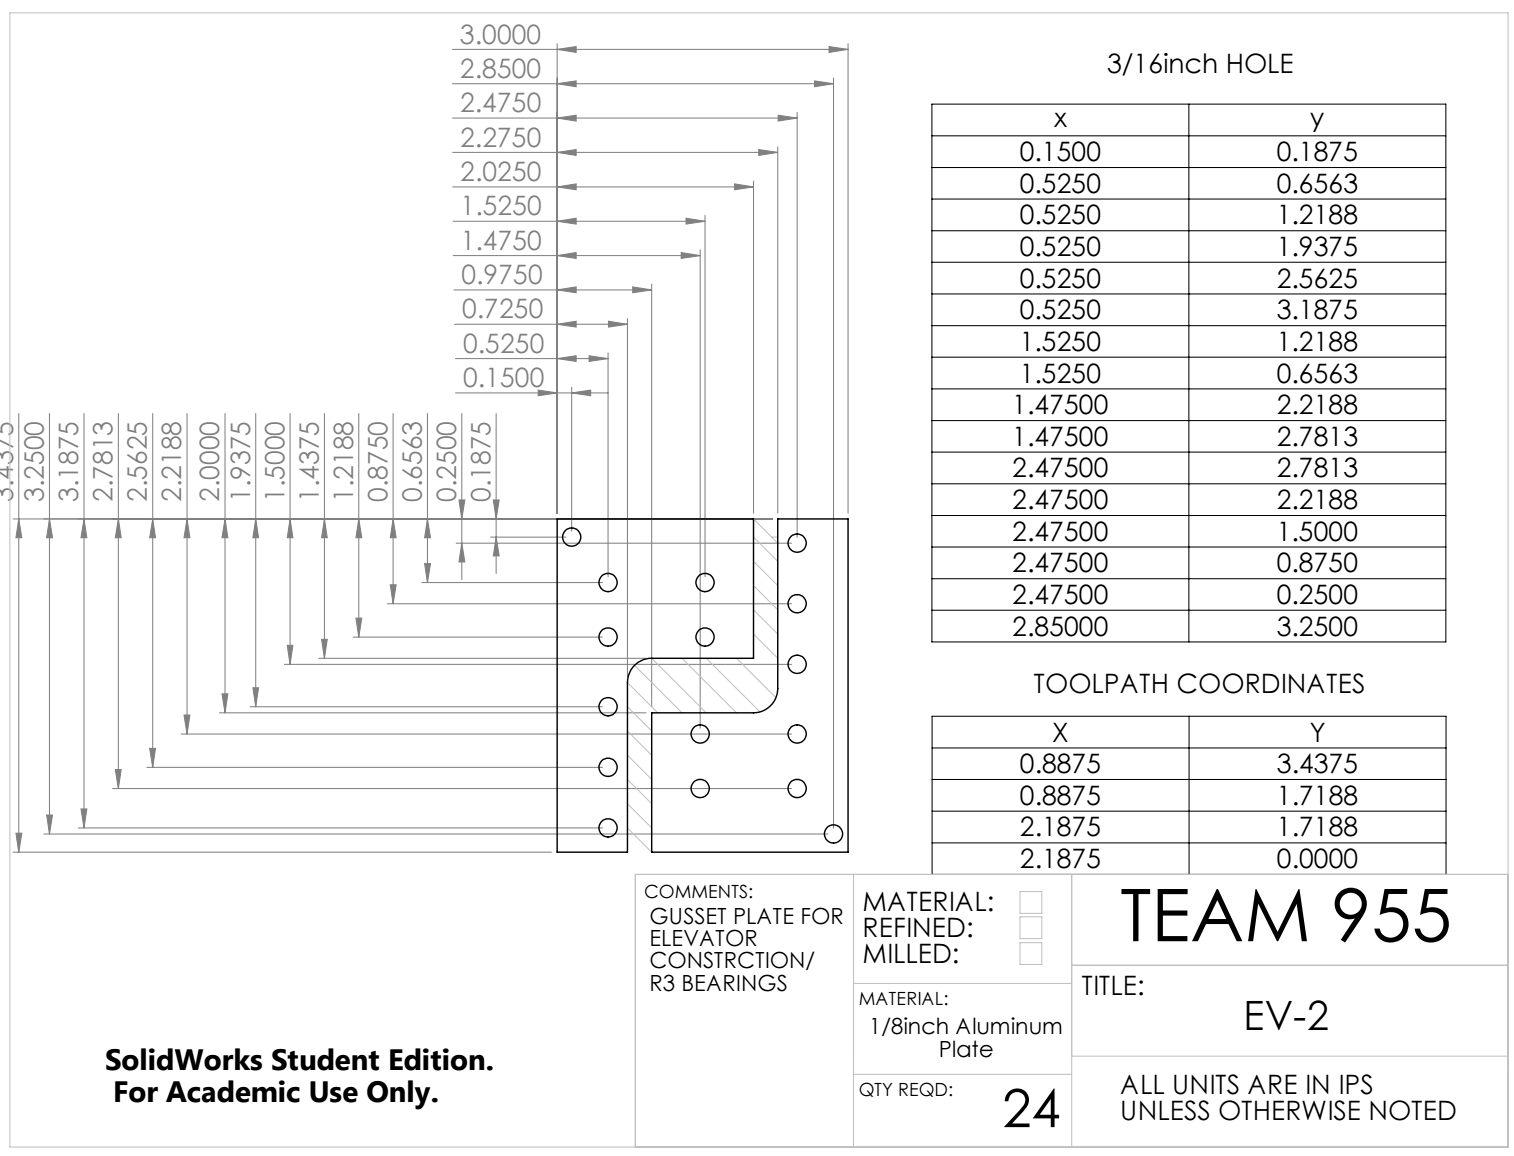 3.0000
2.8500
2.4750
2.2750
2.0250
1.5250
1.4750
0.9750
0.7250
0.5250
0.1500
3.4375
3.2500
3.1875
2.7813
2.5625
2.2188
2.0000
1.9375
1.5000
1.4375
1.2188
0.8750
0.6563
0.2500
0.1875
3/16inch HOLE
x y
0.1500 0.1875
0.5250 0.6563
0.5250 1.2188
0.5250 1.9375
0.5250 2.5625
0.5250 3.1875
1.5250 1.2188
1.5250 0.6563
1.47500 2.2188
1.47500 2.7813
2.47500 2.7813
2.47500 2.2188
2.47500 1.5000
2.47500 0.8750
2.47500 0.2500
2.85000 3.2500
TOOLPATH COORDINATES
X Y
0.8875 3.4375
0.8875 1.7188
2.1875 1.7188
2.1875 0.0000
COMMENTS:
GUSSET PLATE FOR
ELEVATOR
CONSTRCTION/
R3 BEARINGS
MATERIAL:
REFINED:
MILLED:
MATERIAL:
1/8inch Aluminum
Plate
QTY REQD:
24
TEAM 955
TITLE:
EV-2
ALL UNITS ARE IN IPS
UNLESS OTHERWISE NOTED
SolidWorks Student Edition.
For Academic Use Only.